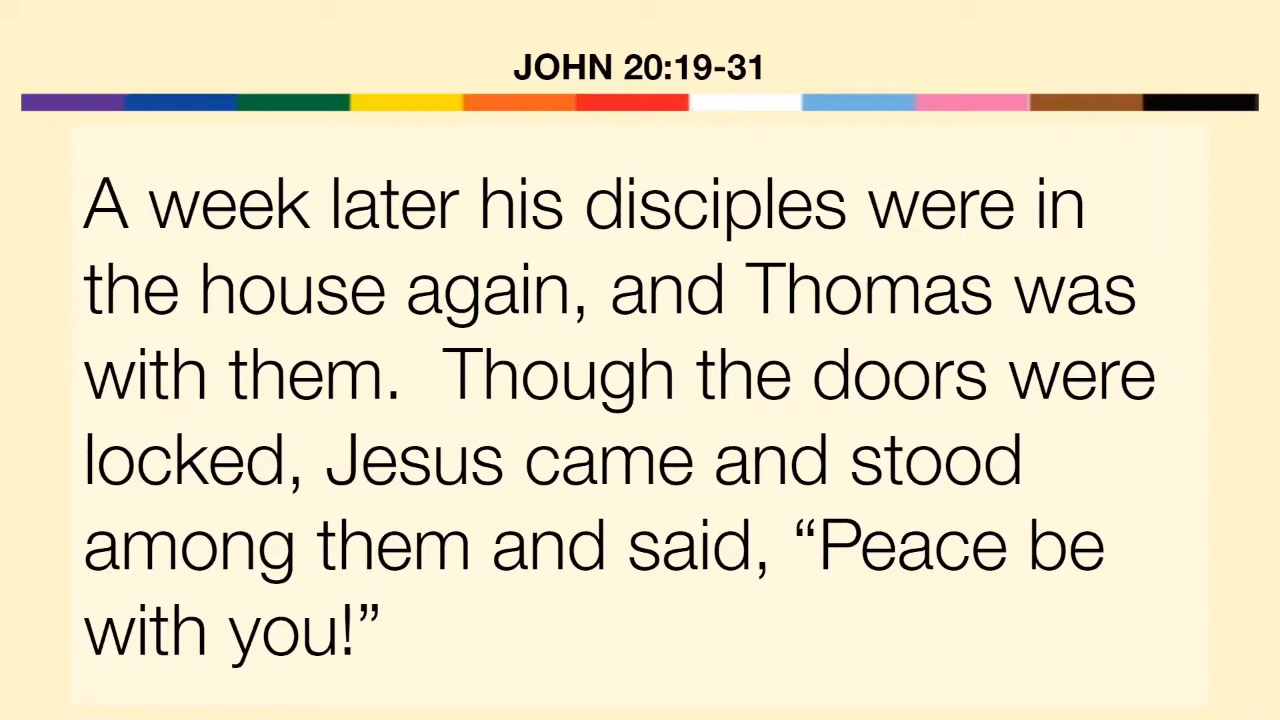 JOHN 20:19-31
A week later his disciples were in
the house again, and Thomas was
with them.  Though the doors were
locked, Jesus came and stood
among them and said, “Peace be
with you!”